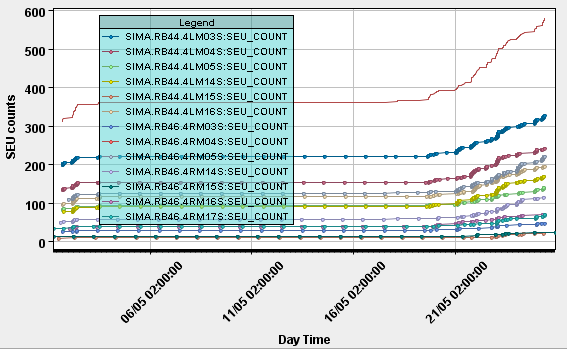 600
500
400
300
200
100
0
SEU counts
Legend
SIMA.RB44.4LM03S:SEU_COUNT
SIMA.RB44.4LM04S:SEU_COUNT
SIMA.RB44.4LM05S:SEU_COUNT
SIMA.RB44.4LM14S:SEU_COUNT
SIMA.RB44.4LM15S:SEU_COUNT
SIMA.RB44.4LM16S:SEU_COUNT
SIMA.RB46.4RM03S:SEU_COUNT
SIMA.RB46.4RM04S:SEU_COUNT
SIMA.RB46.4RM05S:SEU_COUNT
SIMA.RB46.4RM14S:SEU_COUNT
SIMA.RB46.4RM15S:SEU_COUNT
SIMA.RB46.4RM16S:SEU_COUNT
SIMA.RB46.4RM17S:SEU_COUNT
06/05 02:00:00
11/05 02:00:00
16/05 02:00:00
21/05 02:00:00
Day Time